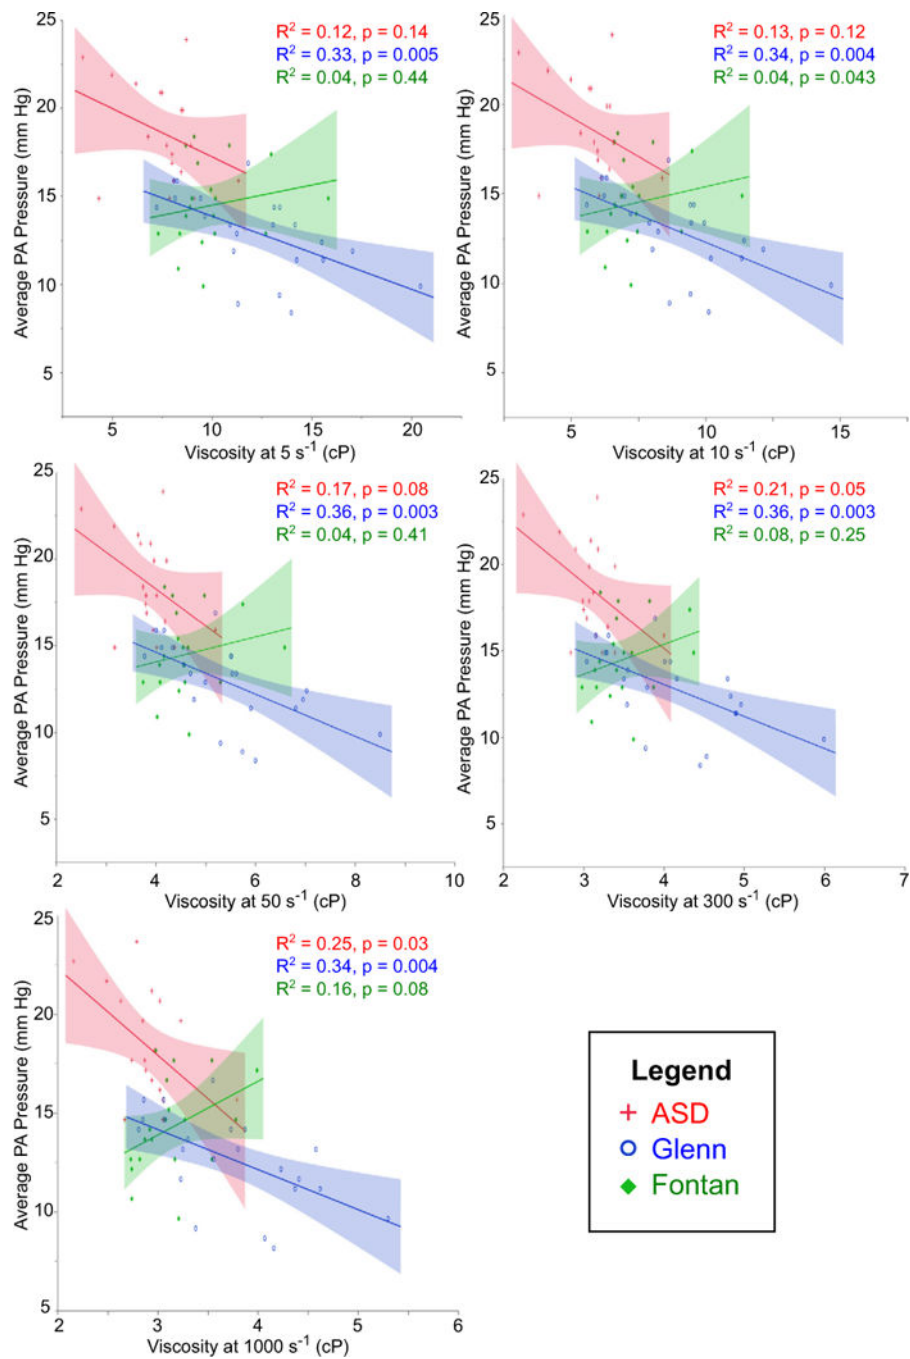 R² = 0.12, p = 0.14
R² = 0.33, p = 0.005
R² = 0.04, p = 0.44
Average PA Pressure (mm Hg)
25
20
15
10
5
5
10
15
20
Viscosity at 5 s⁻¹ (cP)
R² = 0.13, p = 0.12
R² = 0.34, p = 0.004
R² = 0.04, p = 0.043
Average PA Pressure (mm Hg)
25
20
15
10
5
5
10
15
Viscosity at 10 s⁻¹ (cP)
R² = 0.17, p = 0.08
R² = 0.36, p = 0.003
R² = 0.04, p = 0.41
Average PA Pressure (mm Hg)
25
20
15
10
5
2
4
6
8
10
Viscosity at 50 s⁻¹ (cP)
R² = 0.21, p = 0.05
R² = 0.36, p = 0.003
R² = 0.08, p = 0.25
Average PA Pressure (mm Hg)
25
20
15
10
5
2
3
4
5
6
7
Viscosity at 300 s⁻¹ (cP)
R² = 0.25, p = 0.03
R² = 0.34, p = 0.004
R² = 0.16, p = 0.08
Average PA Pressure (mm Hg)
25
20
15
10
5
2
3
4
5
6
Viscosity at 1000 s⁻¹ (cP)
Legend
ASD
Glenn
Fontan